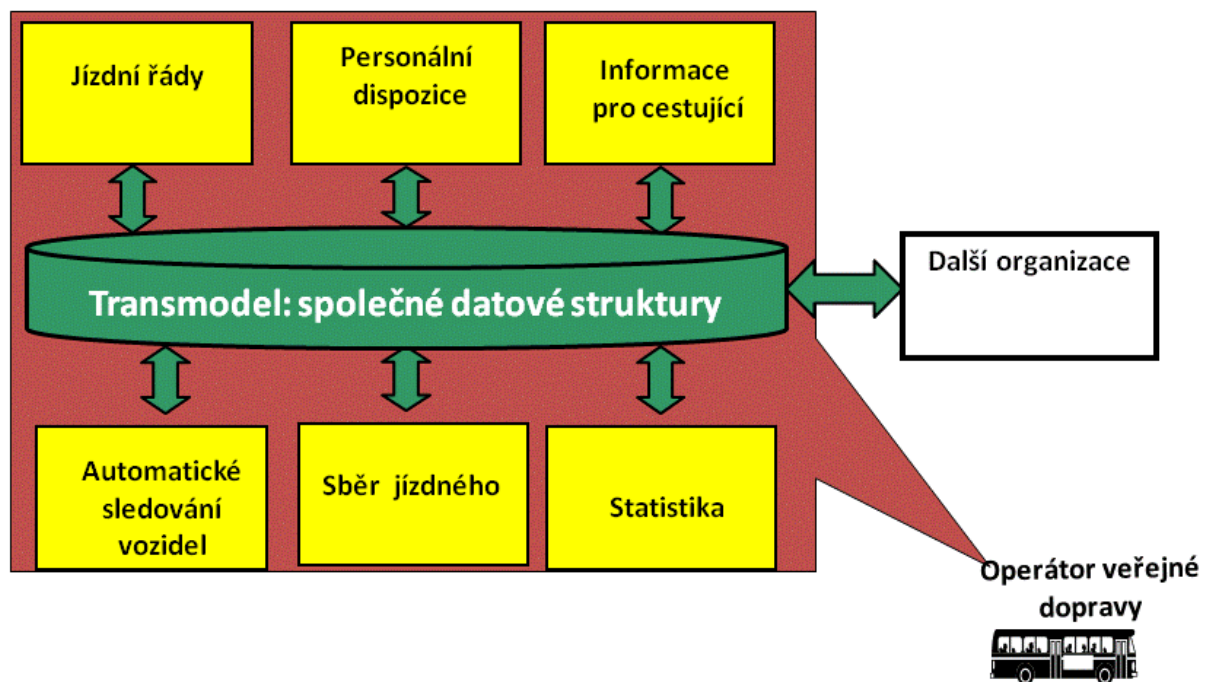 Jízdní řády
Personální
dispozice
Informace
pro cestující
Transmodel: společné datové struktury
Další organizace
Automatické
sledování
vozidel
Sběr jízdného
Statistika
Operátor veřejné
dopravy